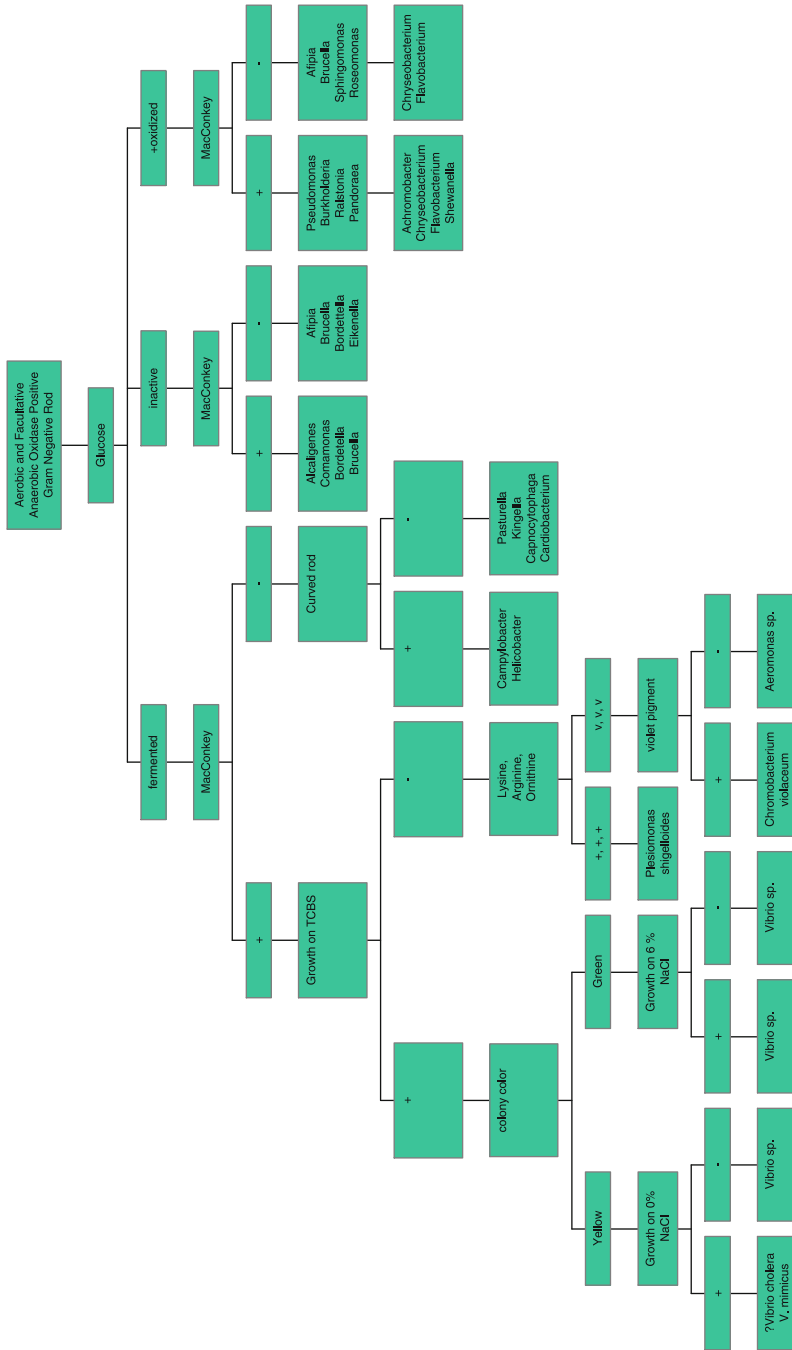 Aerobic and Facultative
Anaerobic Oxidase Positive
Gram Negative Rod
Glucose
fermented
inactive
+oxidized
MacConkey
MacConkey
MacConkey
+
-
+
-
+
-
Growth on TCBS
Curved rod
Alcaligenes
Comamonas
Bordetella
Brucella
Afipia
Brucella
Bordettella
Eikenella
Pseudomonas
Burkholderia
Ralstonia
Pandoraea
Afipia
Brucella
Sphingomonas
Roseomonas
+
-
+
-
Achromobacter
Chryseobacterium
Flavobacterium
Shewanella
Chryseobacterium
Flavobacterium
colony color
Lysine,
Arginine,
Ornithine
Campylobacter
Helicobacter
Pasturella
Kingella
Capnocytophaga
Cardiobacterium
Yellow
Green
+, +, +
v, v, v
Growth on 0%
NaCl
Growth on 6 %
NaCl
Plesiomonas
shigelloides
violet pigment
+
-
+
-
+
-
?Vibrio cholera
V. mimicus
Vibrio sp.
Vibrio sp.
Vibrio sp.
Chromobacterium
violaceum
Aeromonas sp.